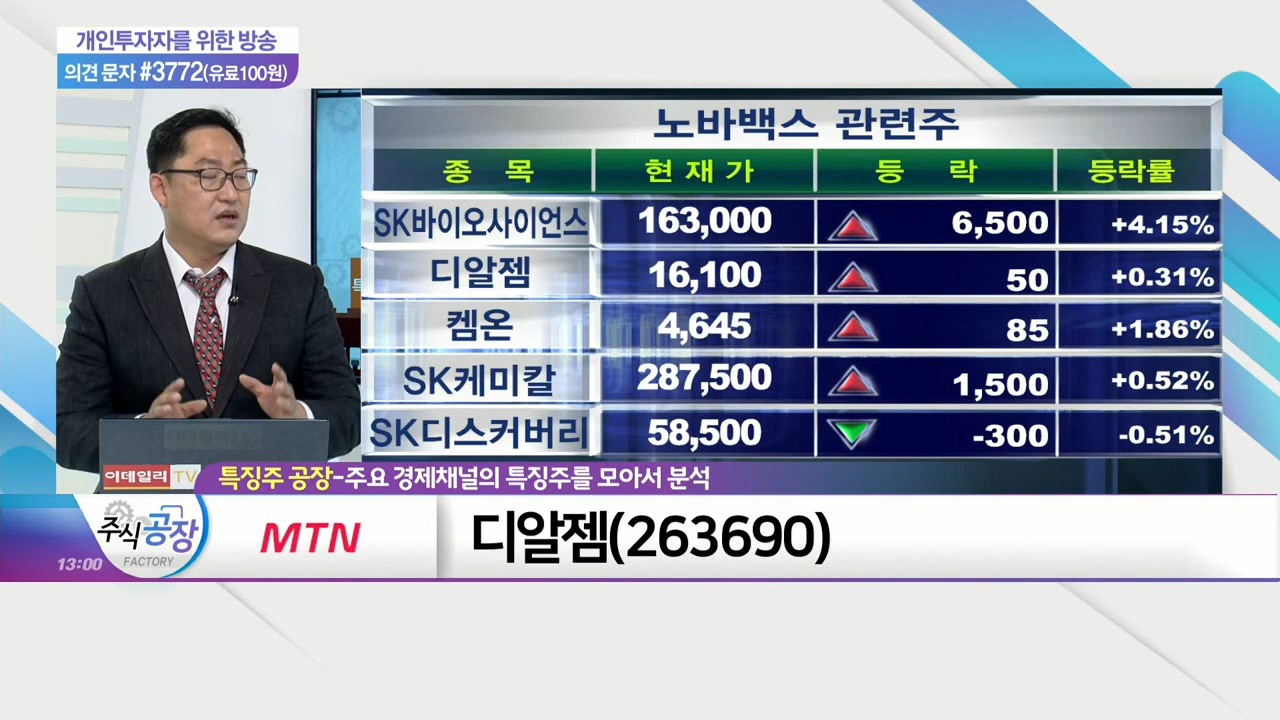 개인투자자를 위한 방송
의견 문자 #3772(유료100원)
노바백스 관련주
종 목 현 재 가 등 락 등락률
SK바이오사이언스 163,000 6,500 +4.15%
디알젬 16,100 50 +0.31%
켐온 4,645 85 +1.86%
SK케미칼 287,500 1,500 +0.52%
SK디스커버리 58,500 -300 -0.51%
이데일리 TV 특징주 공장-주요 경제채널의 특징주를 모아서 분석
주식공장
FACTORY
13:00
MTN
디알젬(263690)